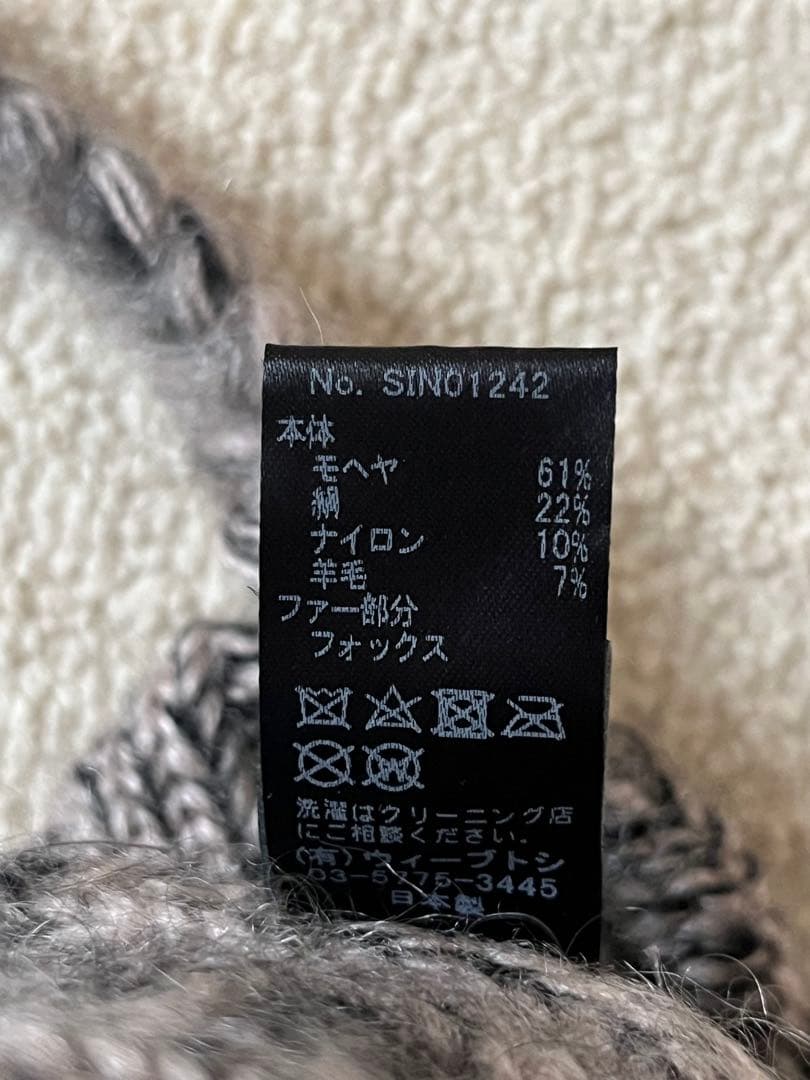 No. SIN01242
本体
モヘヤ 61%
22%
ナイロン 10%
羊毛 7%
ファー部分
フォックス
W
洗濯はクリーニング店
にご相談ください。
(有)ウィーブトシ
03-5775-3445
日本製